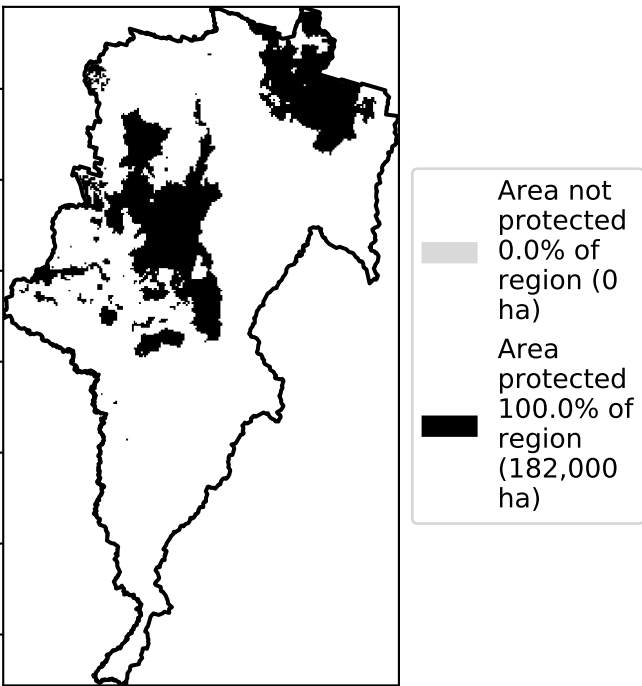 Area not
protected
0.0% of
region (0
ha)
Area
protected
100.0% of
region
(182,000
ha)